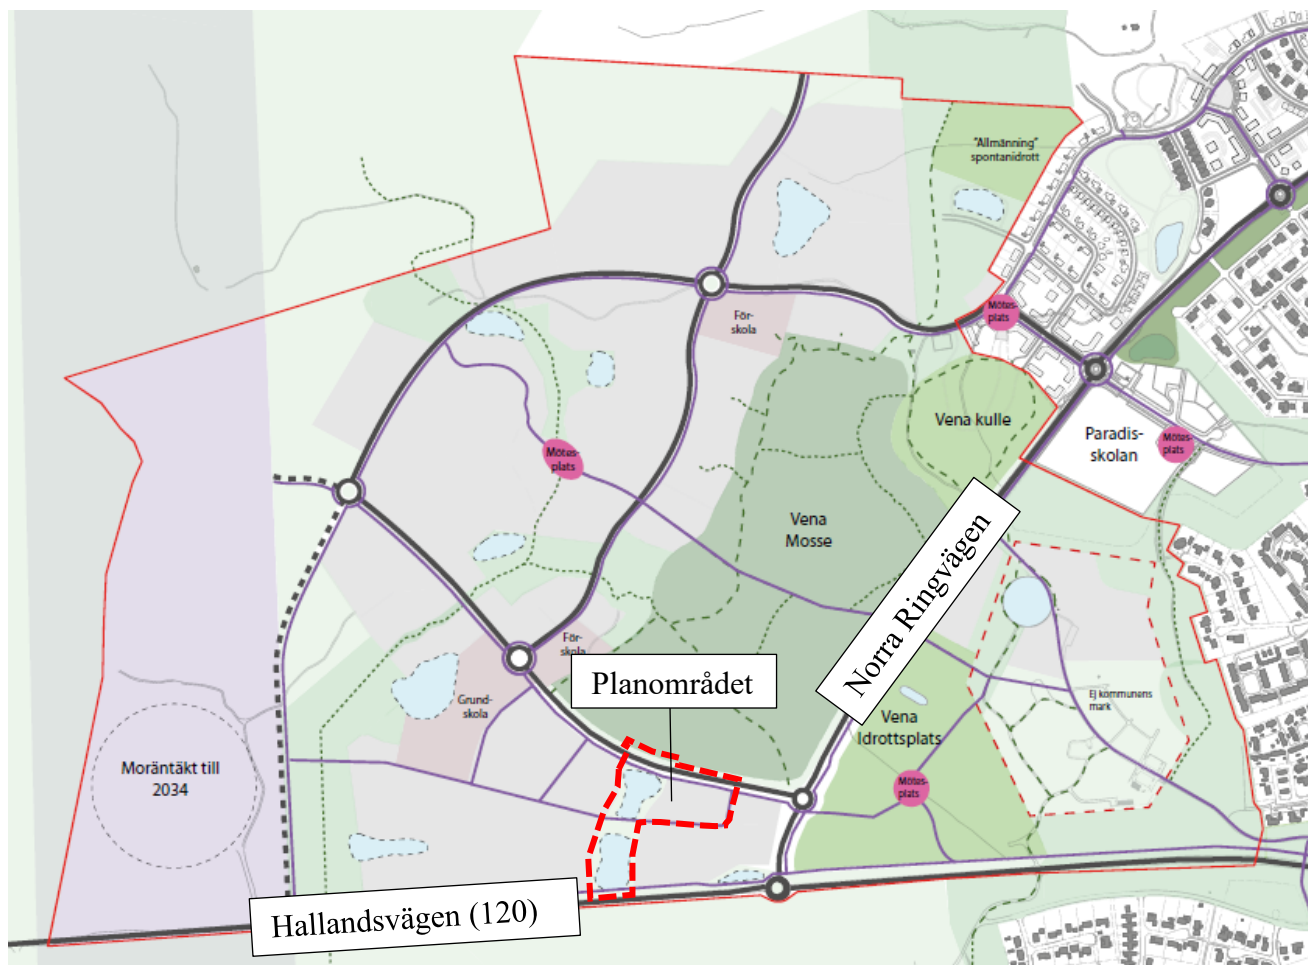 "Allmänning"
spontanidrott
Mötes-
plats
För-
skola
Vena kulle
Paradis-
skolan
Mötes-
plats
Mötes-
plats
Vena
Mosse
Norra Ringvägen
För-
skola
Planområdet
Grund-
skola
Ej kommunens
mark
Vena
Idrottsplats
Moräntäkt till
2034
Mötes-
plats
Hallandsvägen (120)